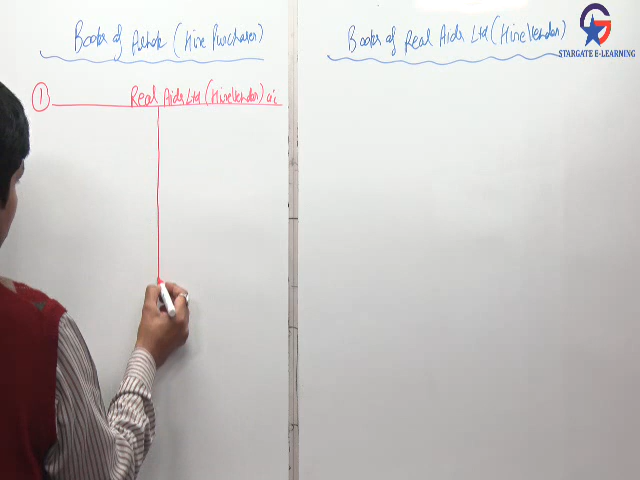 Books of Ashok (Hire Purchaser)
Books of Real Aids Ltd (Hire Vendor)
STARGATE E-LEARNING
1 Real Aids Ltd (Hire Vendor) a/c